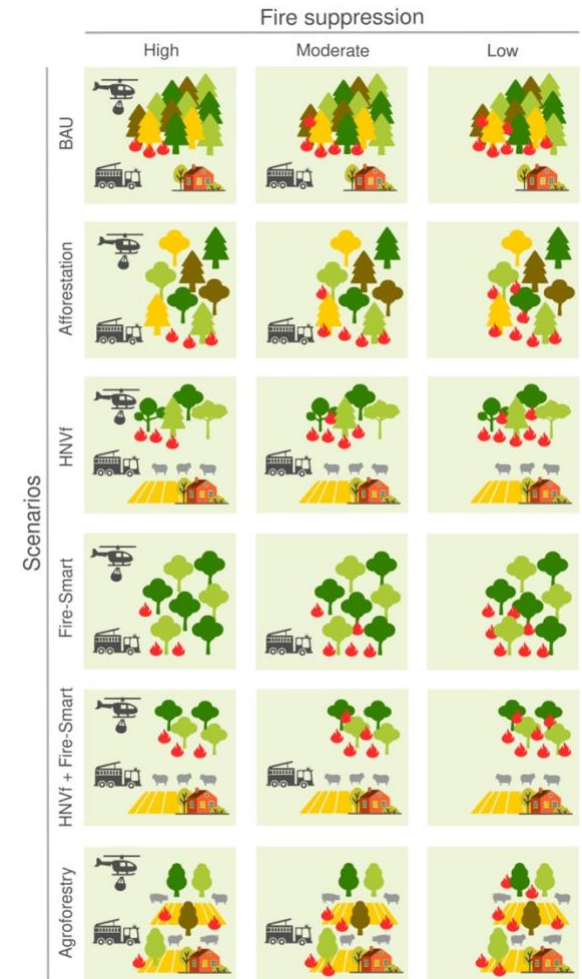 Fire suppression
High
Moderate
Low
Scenarios
BAU
Afforestation
HNVf
Fire-Smart
HNVf + Fire-Smart
Agroforestry